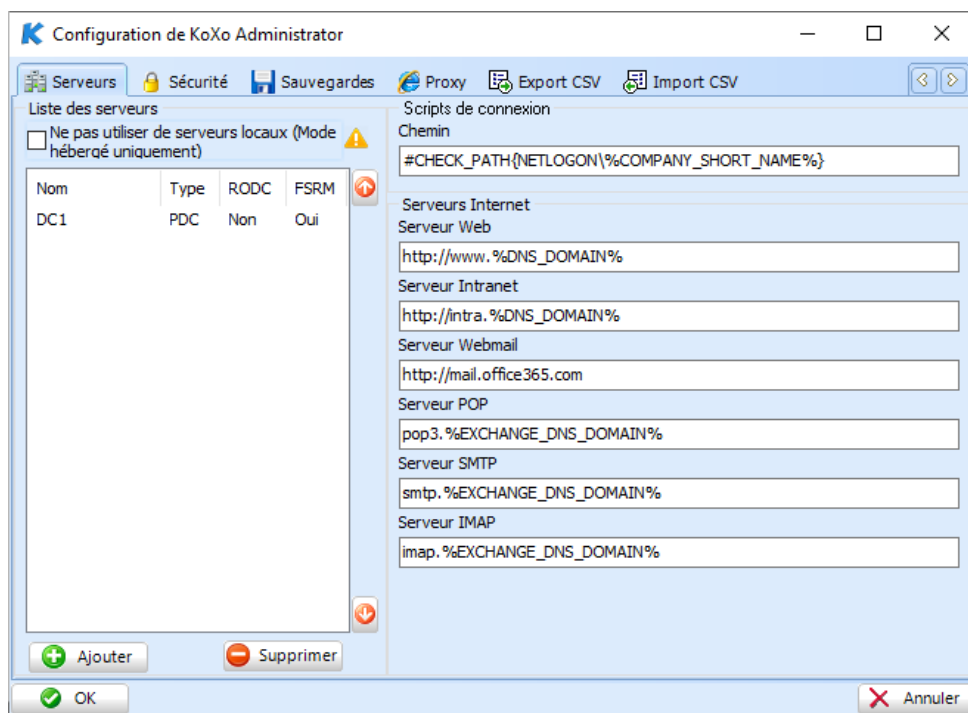 Configuration de KoXo Administrator
Serveurs
Sécurité
Sauvegardes
Proxy
Export CSV
Import CSV
Liste des serveurs
Ne pas utiliser de serveurs locaux (Mode
hébergé uniquement)
Nom Type RODC FSRM
DC1 PDC Non Oui
Ajouter
Supprimer
Scripts de connexion
Chemin
#CHECK_PATH{NETLOGON\%COMPANY_SHORT_NAME%}
Serveurs Internet
Serveur Web
http://www.%DNS_DOMAIN%
Serveur Intranet
http://intra.%DNS_DOMAIN%
Serveur Webmail
http://mail.office365.com
Serveur POP
pop3.%EXCHANGE_DNS_DOMAIN%
Serveur SMTP
smtp.%EXCHANGE_DNS_DOMAIN%
Serveur IMAP
imap.%EXCHANGE_DNS_DOMAIN%
OK
Annuler